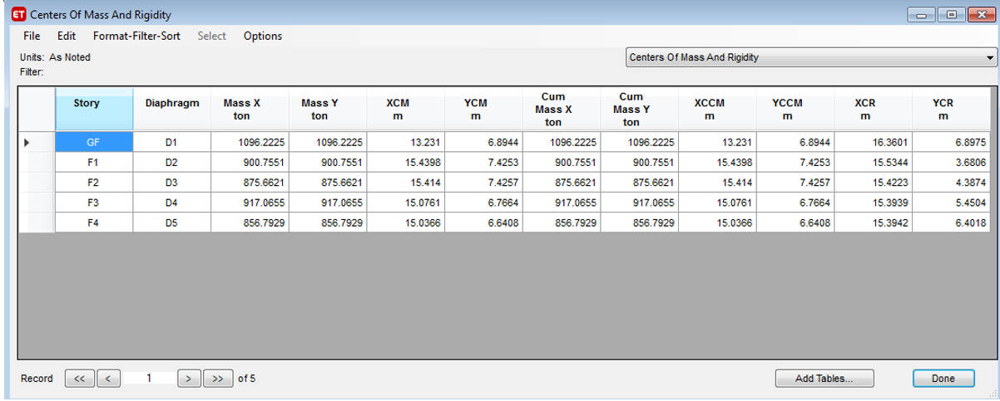 ET Centers Of Mass And Rigidity
File Edit Format-Filter-Sort Select Options
Units: As Noted
Centers Of Mass And Rigidity
Filter:
Story Diaphragm Mass X ton Mass Y ton XCM m YCM m Cum Mass X ton Cum Mass Y ton XCCM m YCCM m XCR m YCR m
GF D1 1096.2225 1096.2225 13.231 6.8944 1096.2225 1096.2225 13.231 6.8944 16.3601 6.8975
F1 D2 900.7551 900.7551 15.4398 7.4253 900.7551 900.7551 15.4398 7.4253 15.5344 3.6806
F2 D3 875.6621 875.6621 15.414 7.4257 875.6621 875.6621 15.414 7.4257 15.4223 4.3874
F3 D4 917.0655 917.0655 15.0761 6.7664 917.0655 917.0655 15.0761 6.7664 15.3939 5.4504
F4 D5 856.7929 856.7929 15.0366 6.6408 856.7929 856.7929 15.0366 6.6408 15.3942 6.4018
Record << < 1 > >> of 5 Add Tables... Done